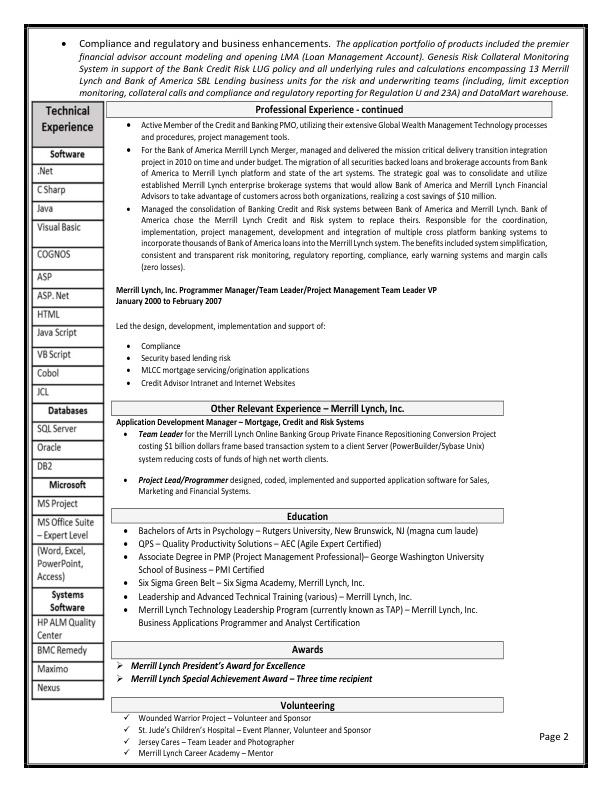 • Compliance and regulatory and business enhancements. The application portfolio of products included the premier
financial advisor account modeling and opening LMA (Loan Management Account). Genesis Risk Collateral Monitoring
System in support of the Bank Credit Risk LUG policy and all underlying rules and calculations encompassing 13 Merrill
Lynch and Bank of America SBL Lending business units for the risk and underwriting teams (including, limit exception
monitoring, collateral calls and compliance and regulatory reporting for Regulation U and 23A) and DataMart warehouse.
Technical
Experience
Software
.Net
C Sharp
Java
Visual Basic
COGNOS
ASP
ASP. Net
HTML
Java Script
VB Script
Cobol
JCL
Databases
SQL Server
Oracle
DB2
Microsoft
MS Project
MS Office Suite
– Expert Level
(Word, Excel,
PowerPoint,
Access)
Systems
Software
HP ALM Quality
Center
BMC Remedy
Maximo
Nexus
Professional Experience - continued
• Active Member of the Credit and Banking PMO, utilizing their extensive Global Wealth Management Technology processes
and procedures, project management tools.
• For the Bank of America Merrill Lynch Merger, managed and delivered the mission critical delivery transition integration
project in 2010 on time and under budget. The migration of all securities backed loans and brokerage accounts from Bank
of America to Merrill Lynch platform and state of the art systems. The strategic goal was to consolidate and utilize
established Merrill Lynch enterprise brokerage systems that would allow Bank of America and Merrill Lynch Financial
Advisors to take advantage of customers across both organizations, realizing a cost savings of $10 million.
• Managed the consolidation of Banking Credit and Risk systems between Bank of America and Merrill Lynch. Bank of
America chose the Merrill Lynch Credit and Risk system to replace theirs. Responsible for the coordination,
implementation, project management, development and integration of multiple cross platform banking systems to
incorporate thousands of Bank of America loans into the Merrill Lynch system. The benefits included system simplification,
consistent and transparent risk monitoring, regulatory reporting, compliance, early warning systems and margin calls
(zero losses).
Merrill Lynch, Inc. Programmer Manager/Team Leader/Project Management Team Leader VP
January 2000 to February 2007
Led the design, development, implementation and support of:
• Compliance
• Security based lending risk
• MLCC mortgage servicing/origination applications
• Credit Advisor Intranet and Internet Websites
Other Relevant Experience – Merrill Lynch, Inc.
Application Development Manager – Mortgage, Credit and Risk Systems
• Team Leader for the Merrill Lynch Online Banking Group Private Finance Repositioning Conversion Project
costing $1 billion dollars frame based transaction system to a client Server (PowerBuilder/Sybase Unix)
system reducing costs of funds of high net worth clients.
• Project Lead/Programmer designed, coded, implemented and supported application software for Sales,
Marketing and Financial Systems.
Education
• Bachelors of Arts in Psychology – Rutgers University, New Brunswick, NJ (magna cum laude)
• QPS – Quality Productivity Solutions – AEC (Agile Expert Certified)
• Associate Degree in PMP (Project Management Professional)– George Washington University
School of Business – PMI Certified
• Six Sigma Green Belt – Six Sigma Academy, Merrill Lynch, Inc.
• Leadership and Advanced Technical Training (various) – Merrill Lynch, Inc.
• Merrill Lynch Technology Leadership Program (currently known as TAP) – Merrill Lynch, Inc.
Business Applications Programmer and Analyst Certification
Awards
➢ Merrill Lynch President's Award for Excellence
➢ Merrill Lynch Special Achievement Award – Three time recipient
Volunteering
✓ Wounded Warrior Project – Volunteer and Sponsor
✓ St. Jude's Children's Hospital – Event Planner, Volunteer and Sponsor
✓ Jersey Cares – Team Leader and Photographer
✓ Merrill Lynch Career Academy – Mentor
Page 2